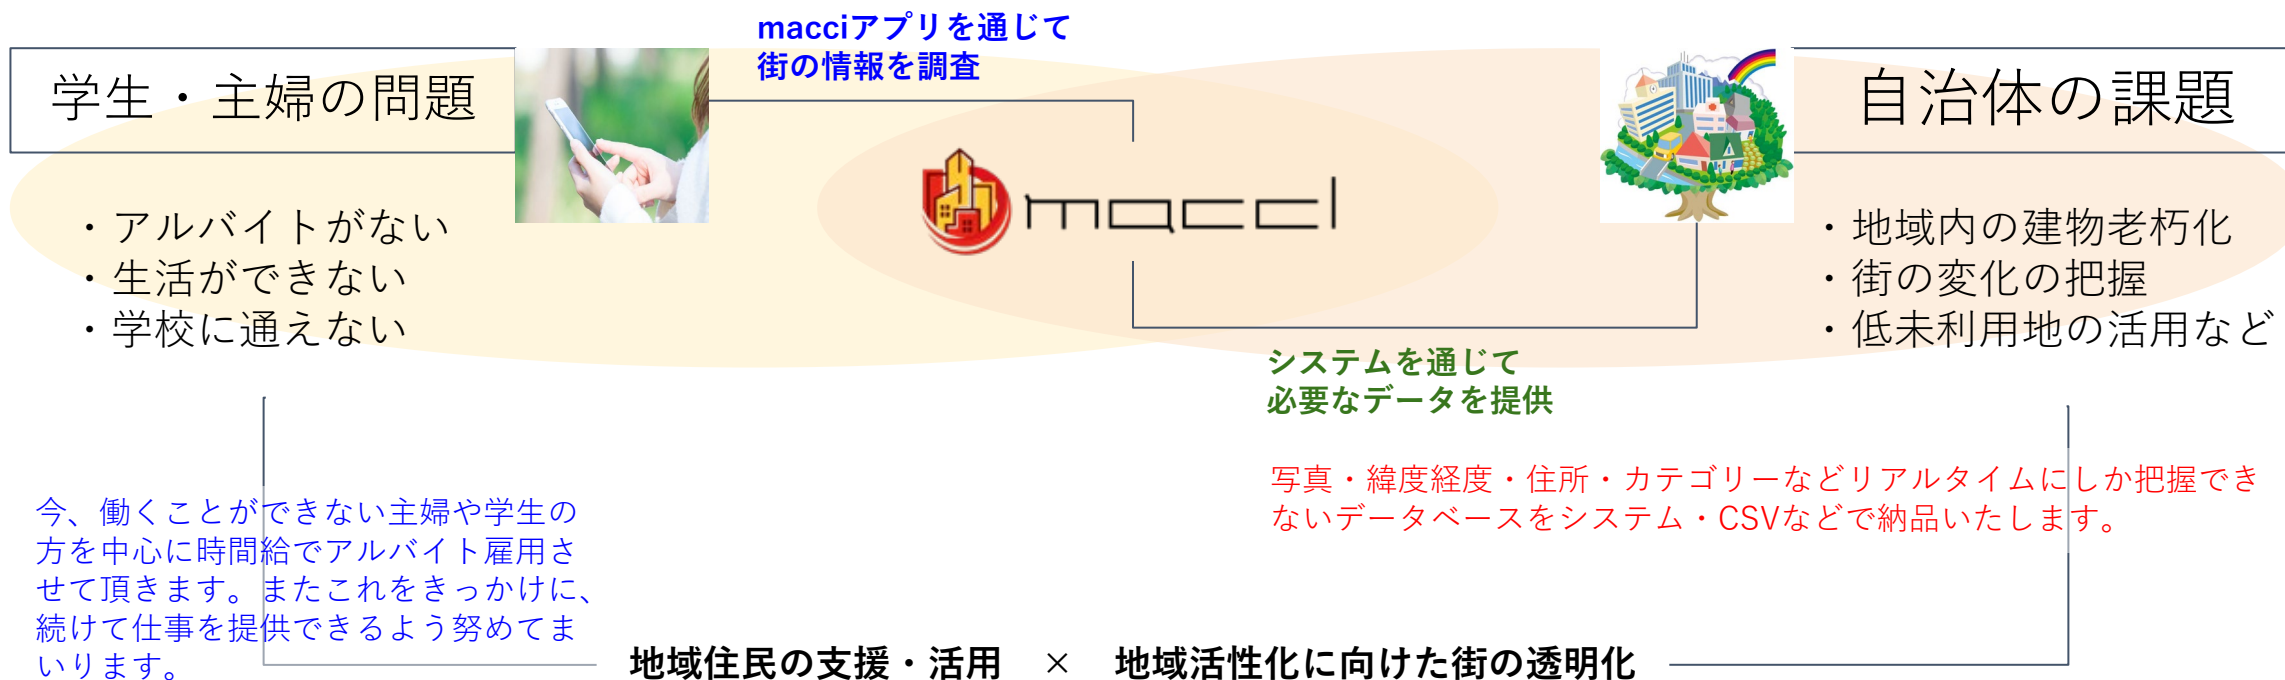 macciアプリを通じて
街の情報を調査
学生・主婦の問題
・アルバイトがない
・生活ができない
・学校に通えない
macci
自治体の課題
・地域内の建物老朽化
・街の変化の把握
・低未利用地の活用など
システムを通じて
必要なデータを提供
写真・緯度経度・住所・カテゴリーなどリアルタイムにしか把握でき
ないデータベースをシステム・CSVなどで納品いたします。
今、働くことができない主婦や学生の
方を中心に時間給でアルバイト雇用さ
せて頂きます。またこれをきっかけに、
続けて仕事を提供できるよう努めてま
いります。
地域住民の支援・活用　×　地域活性化に向けた街の透明化